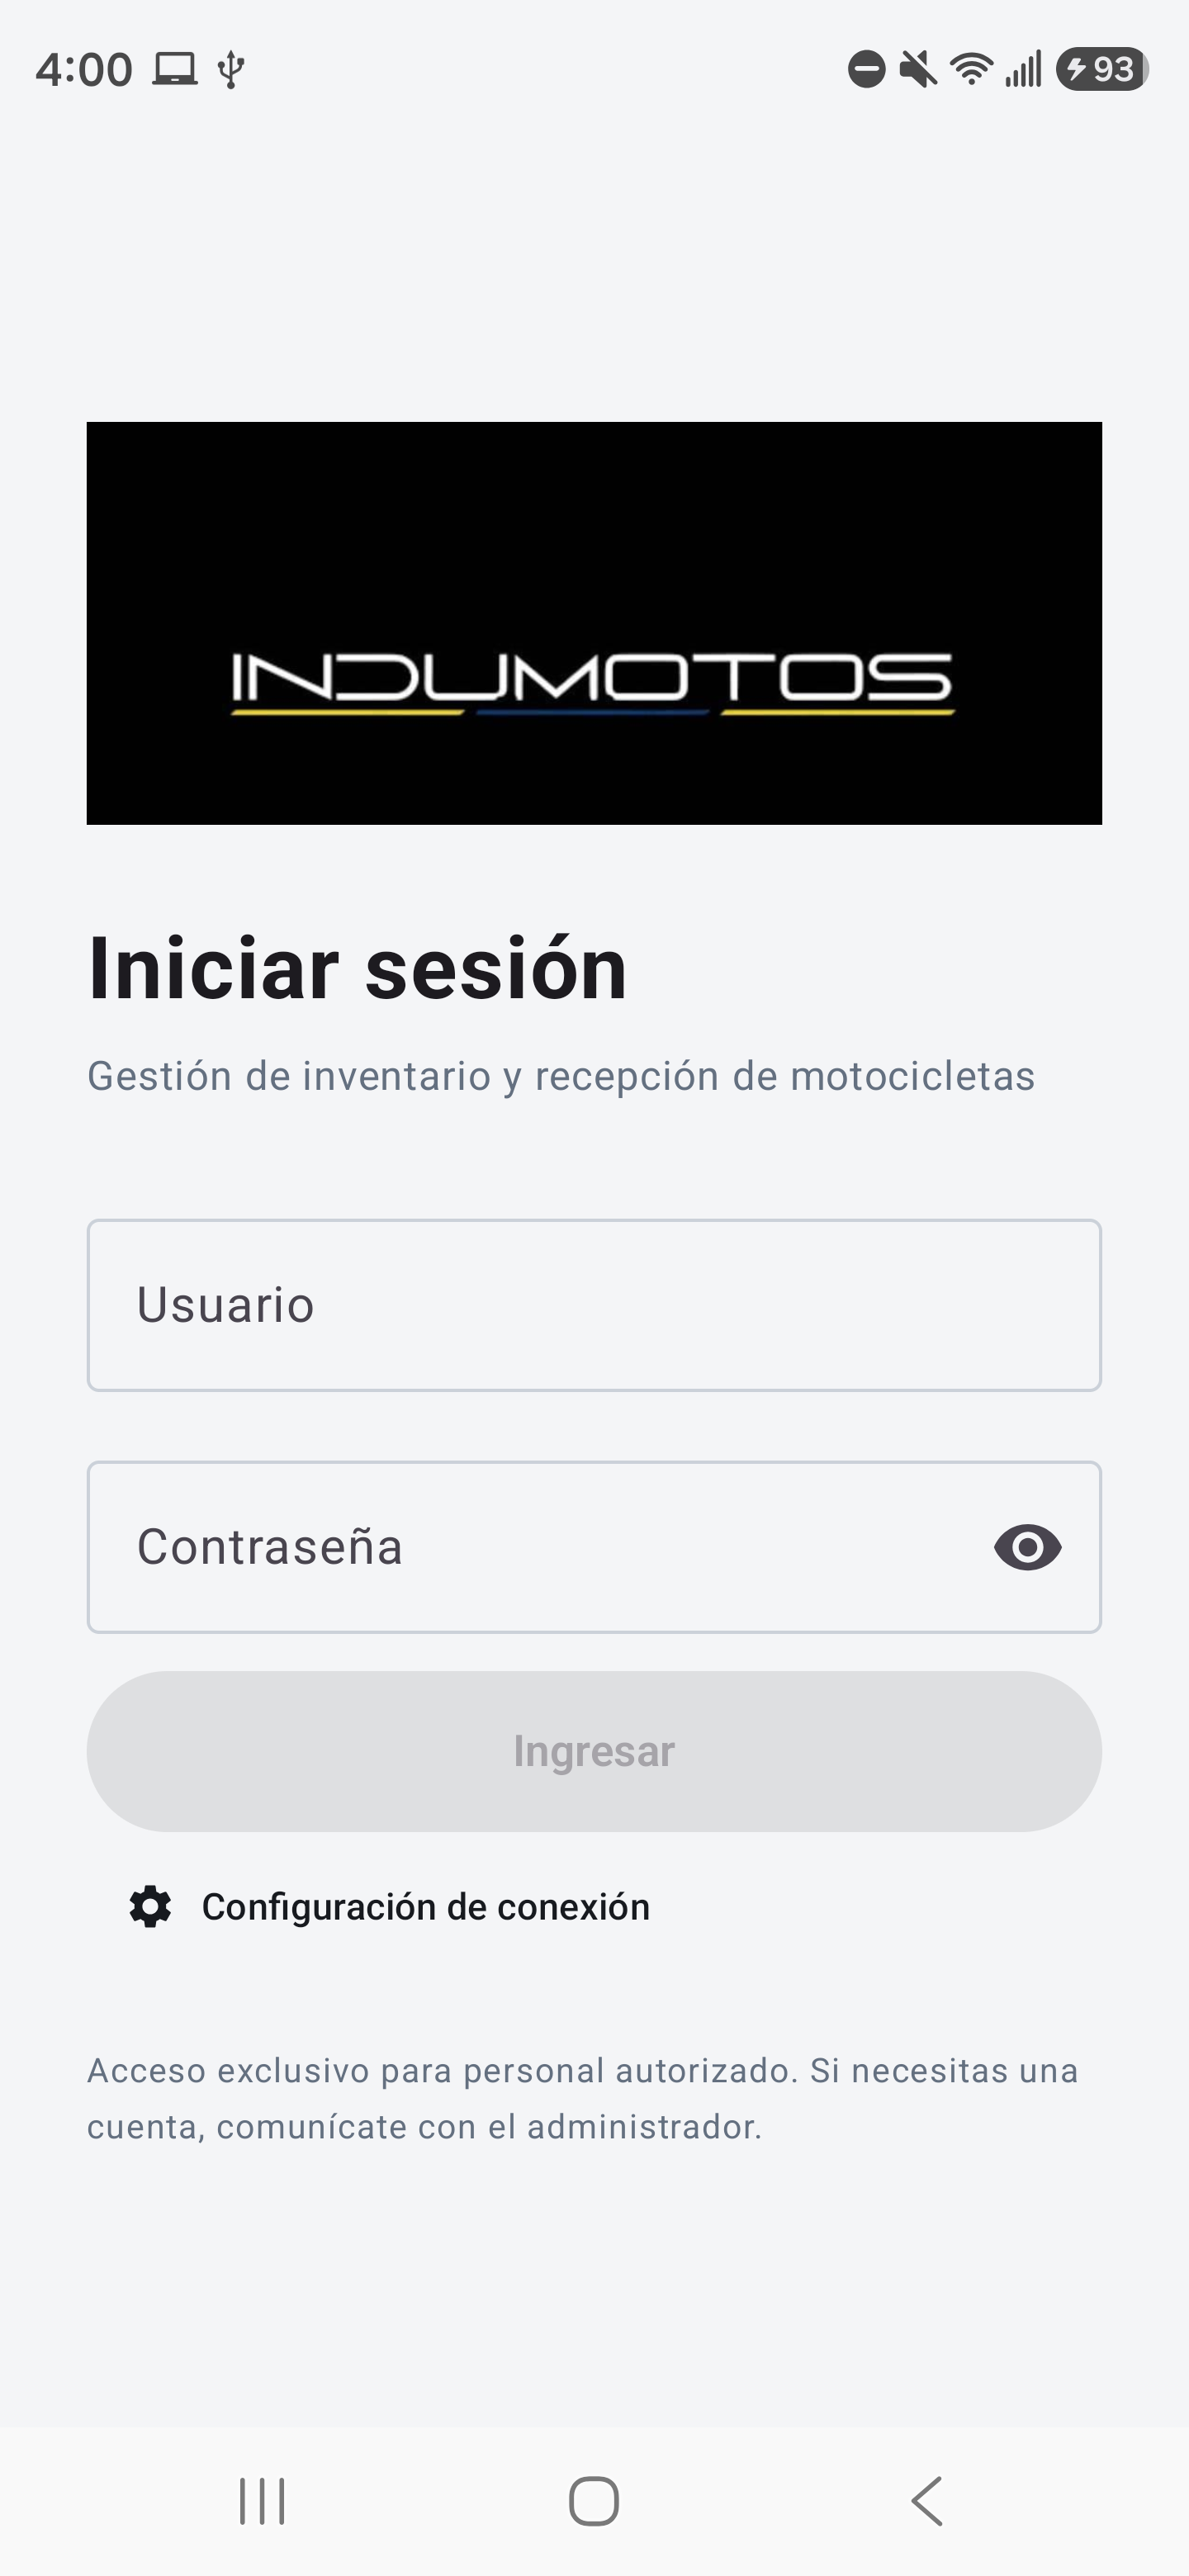 4:00
93
INDUMOTOS
Iniciar sesión
Gestión de inventario y recepción de motocicletas
Usuario
Contraseña
Ingresar
Configuración de conexión
Acceso exclusivo para personal autorizado. Si necesitas una
cuenta, comunícate con el administrador.